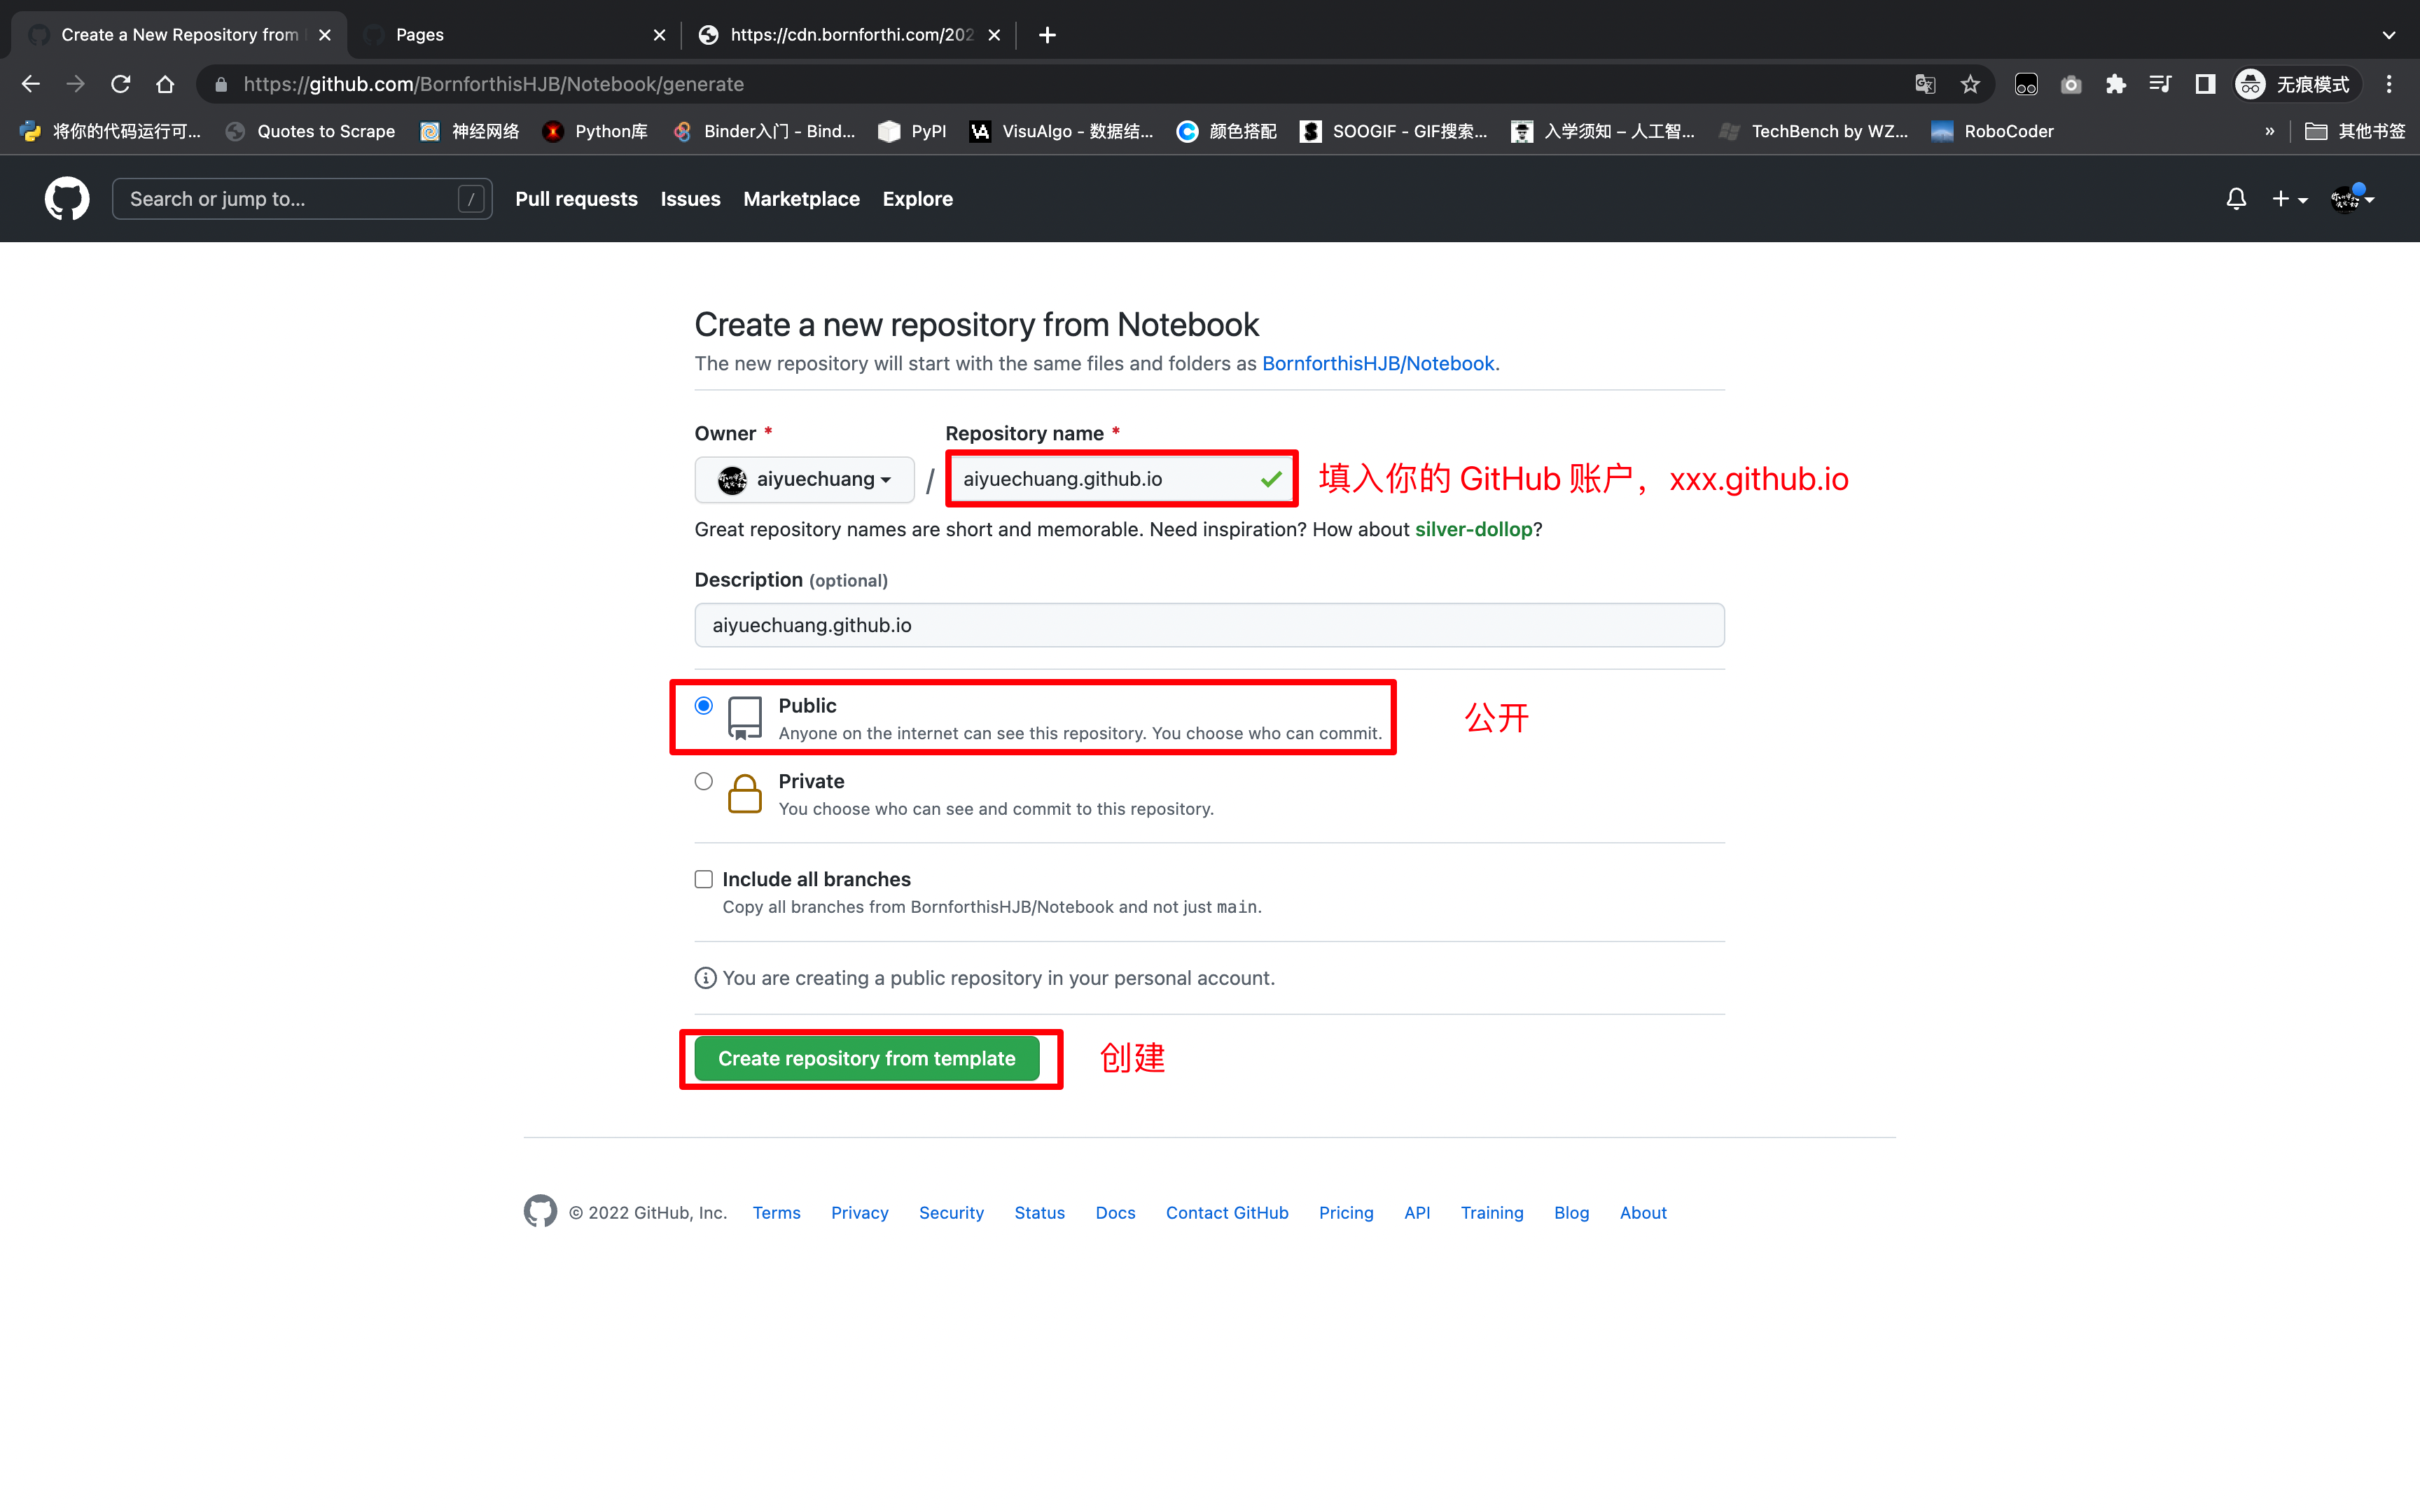 Create a New Repository from
Pages
https://cdn.bornforthi.com/202
https://github.com/BornforthisHJB/Notebook/generate
无痕模式
将你的代码运行可...
Quotes to Scrape
神经网络
Python库
Binder入门 - Bind...
PyPI
VisuAlgo - 数据结...
颜色搭配
SOOGIF - GIF搜索...
入学须知 – 人工智...
TechBench by WZ...
RoboCoder
»
其他书签
Search or jump to...
/
Pull requests
Issues
Marketplace
Explore
Create a new repository from Notebook
The new repository will start with the same files and folders as BornforthisHJB/Notebook.
Owner *
Repository name *
aiyuechuang
/
aiyuechuang.github.io
填入你的 GitHub 账户，xxx.github.io
Great repository names are short and memorable. Need inspiration? How about silver-dollop?
Description (optional)
aiyuechuang.github.io
Public
Anyone on the internet can see this repository. You choose who can commit.
公开
Private
You choose who can see and commit to this repository.
Include all branches
Copy all branches from BornforthisHJB/Notebook and not just main.
You are creating a public repository in your personal account.
Create repository from template
创建
© 2022 GitHub, Inc.
Terms
Privacy
Security
Status
Docs
Contact GitHub
Pricing
API
Training
Blog
About